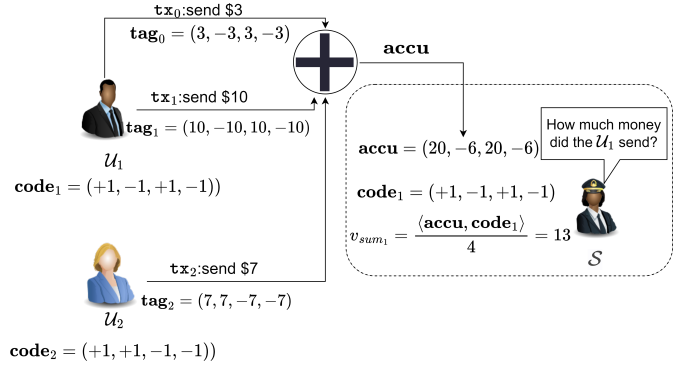 tx₀:send $3
tag₀ = (3, −3, 3, −3)
accu
tx₁:send $10
tag₁ = (10, −10, 10, −10)
𝒰₁
code₁ = (+1, −1, +1, −1))
How much money
did the 𝒰₁ send?
accu = (20, −6, 20, −6)
code₁ = (+1, −1, +1, −1)
v_{sum₁} = ⟨accu, code₁⟩ / 4 = 13
𝒮
tx₂:send $7
tag₂ = (7, 7, −7, −7)
𝒰₂
code₂ = (+1, +1, −1, −1))